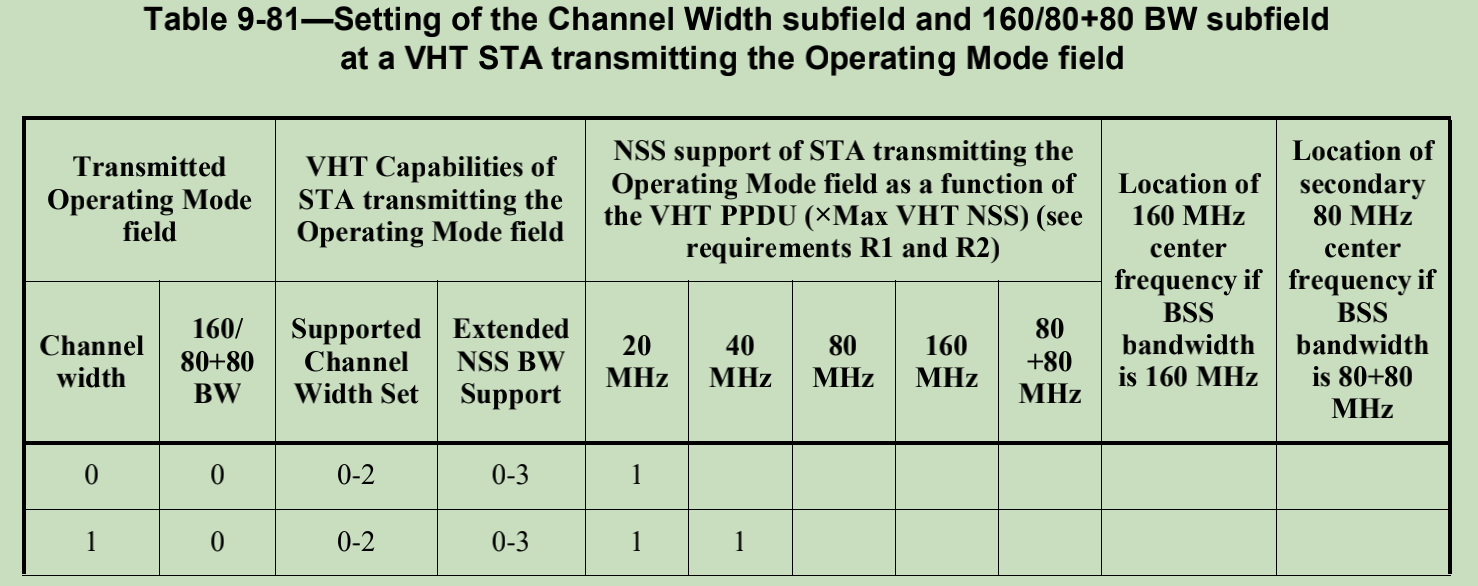 Table 9-81—Setting of the Channel Width subfield and 160/80+80 BW subfield
at a VHT STA transmitting the Operating Mode field
Transmitted
Operating Mode
field
VHT Capabilities of
STA transmitting the
Operating Mode field
NSS support of STA transmitting the
Operating Mode field as a function of
the VHT PPDU (×Max VHT NSS) (see
requirements R1 and R2)
Location of
160 MHz
center
frequency if
BSS
bandwidth
is 160 MHz
Location of
secondary
80 MHz
center
frequency if
BSS
bandwidth
is 80+80
MHz
Channel
width
160/
80+80
BW
Supported
Channel
Width Set
Extended
NSS BW
Support
20
MHz
40
MHz
80
MHz
160
MHz
80
+80
MHz
0 0 0-2 0-3 1
1 0 0-2 0-3 1 1